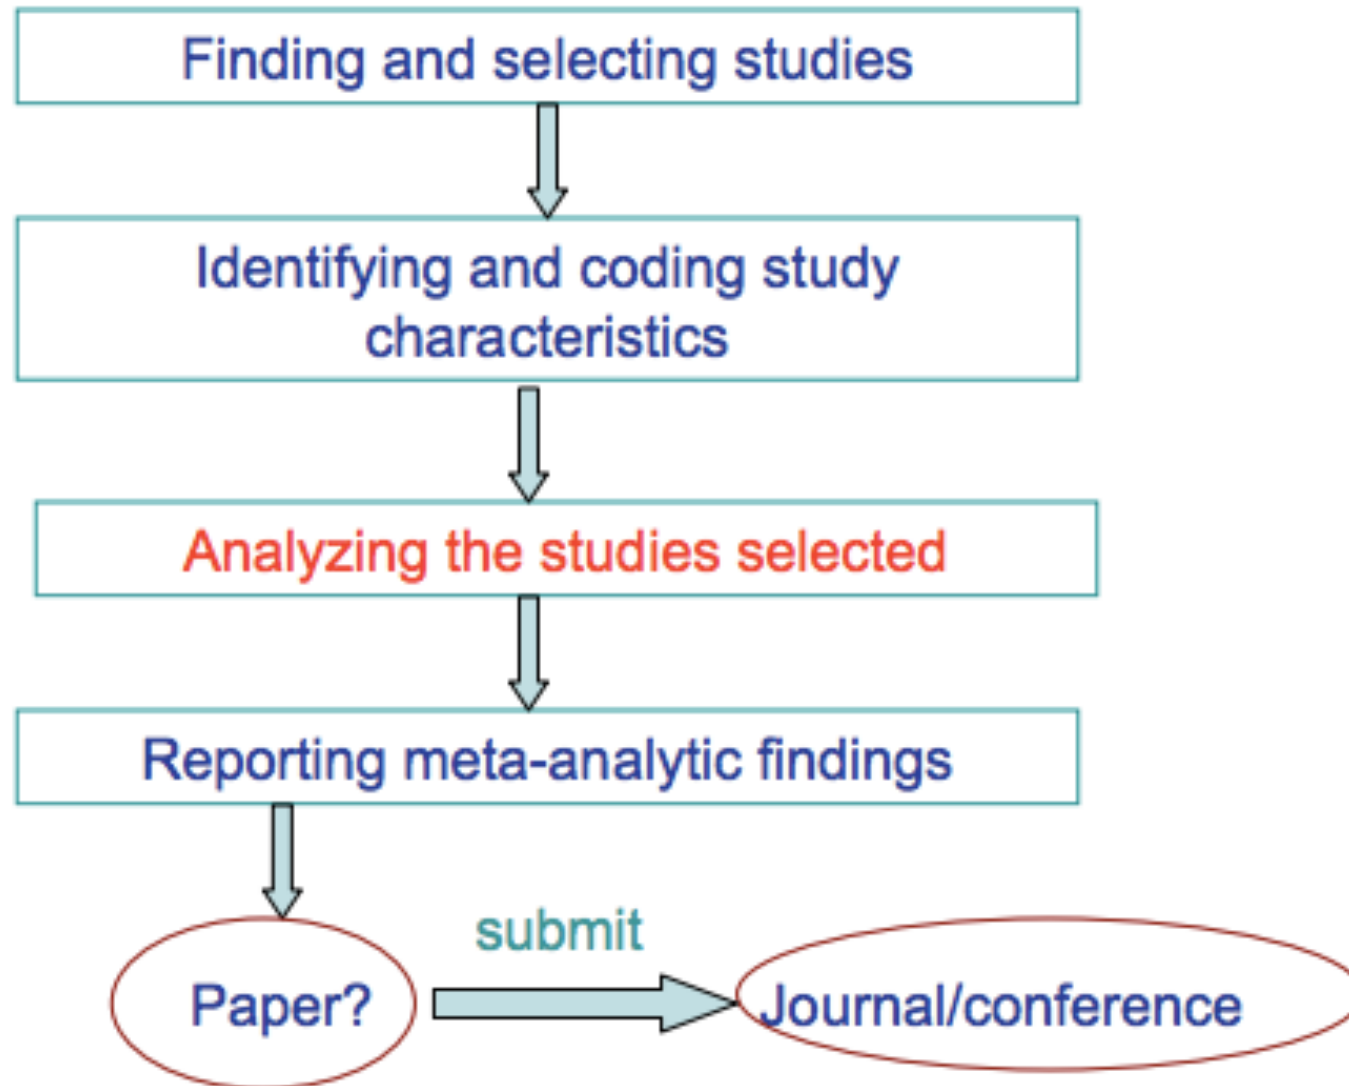 Finding and selecting studies
Identifying and coding study
characteristics
Analyzing the studies selected
Reporting meta-analytic findings
submit
Paper?
Journal/conference